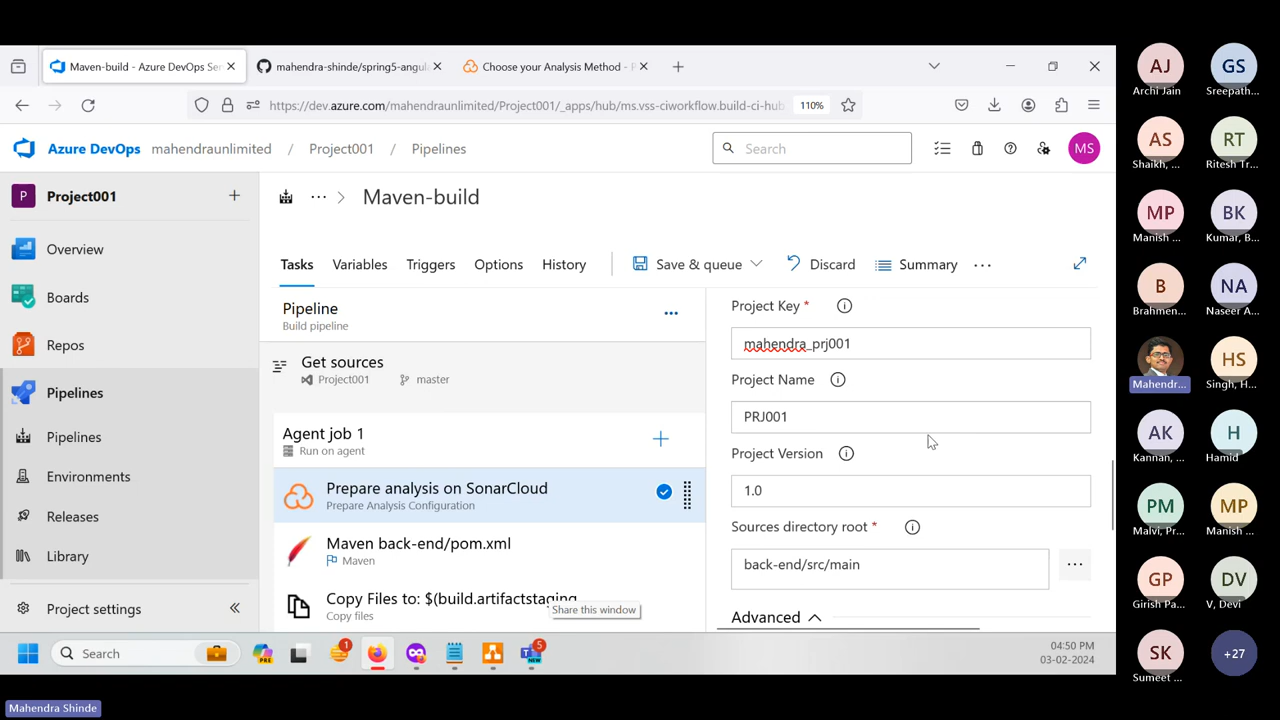 Maven-build - Azure DevOps Ser
mahendra-shinde/spring5-angula
Choose your Analysis Method - P
https://dev.azure.com/mahendraunlimited/Project001/_apps/hub/ms.vss-ciworkflow.build-ci-hub
110%
Azure DevOps
mahendraunlimited
/
Project001
/
Pipelines
Search
MS
P
Project001
Overview
Boards
Repos
Pipelines
Pipelines
Environments
Releases
Library
Project settings
Maven-build
Tasks
Variables
Triggers
Options
History
Save & queue
Discard
Summary
Pipeline
Build pipeline
Get sources
Project001
master
Agent job 1
Run on agent
Prepare analysis on SonarCloud
Prepare Analysis Configuration
Maven back-end/pom.xml
Maven
Copy Files to: $(build.artifactstaging
Copy files
Share this window
Project Key *
mahendra_prj001
Project Name
PRJ001
Project Version
1.0
Sources directory root *
back-end/src/main
Advanced
Search
PRE
1
NEW
5
04:50 PM
03-02-2024
AJ
Archi Jain
GS
Sreepath...
AS
Shaikh, ...
RT
Ritesh Tr...
MP
Manish ...
BK
Kumar, B...
B
Brahmen...
NA
Naseer A...
Mahendr...
HS
Singh, H...
AK
Kannan, ...
H
Hamid
PM
Malvi, Pr...
MP
Manish ...
GP
Girish Pa...
DV
V, Devi
SK
Sumeet ...
+27
Mahendra Shinde